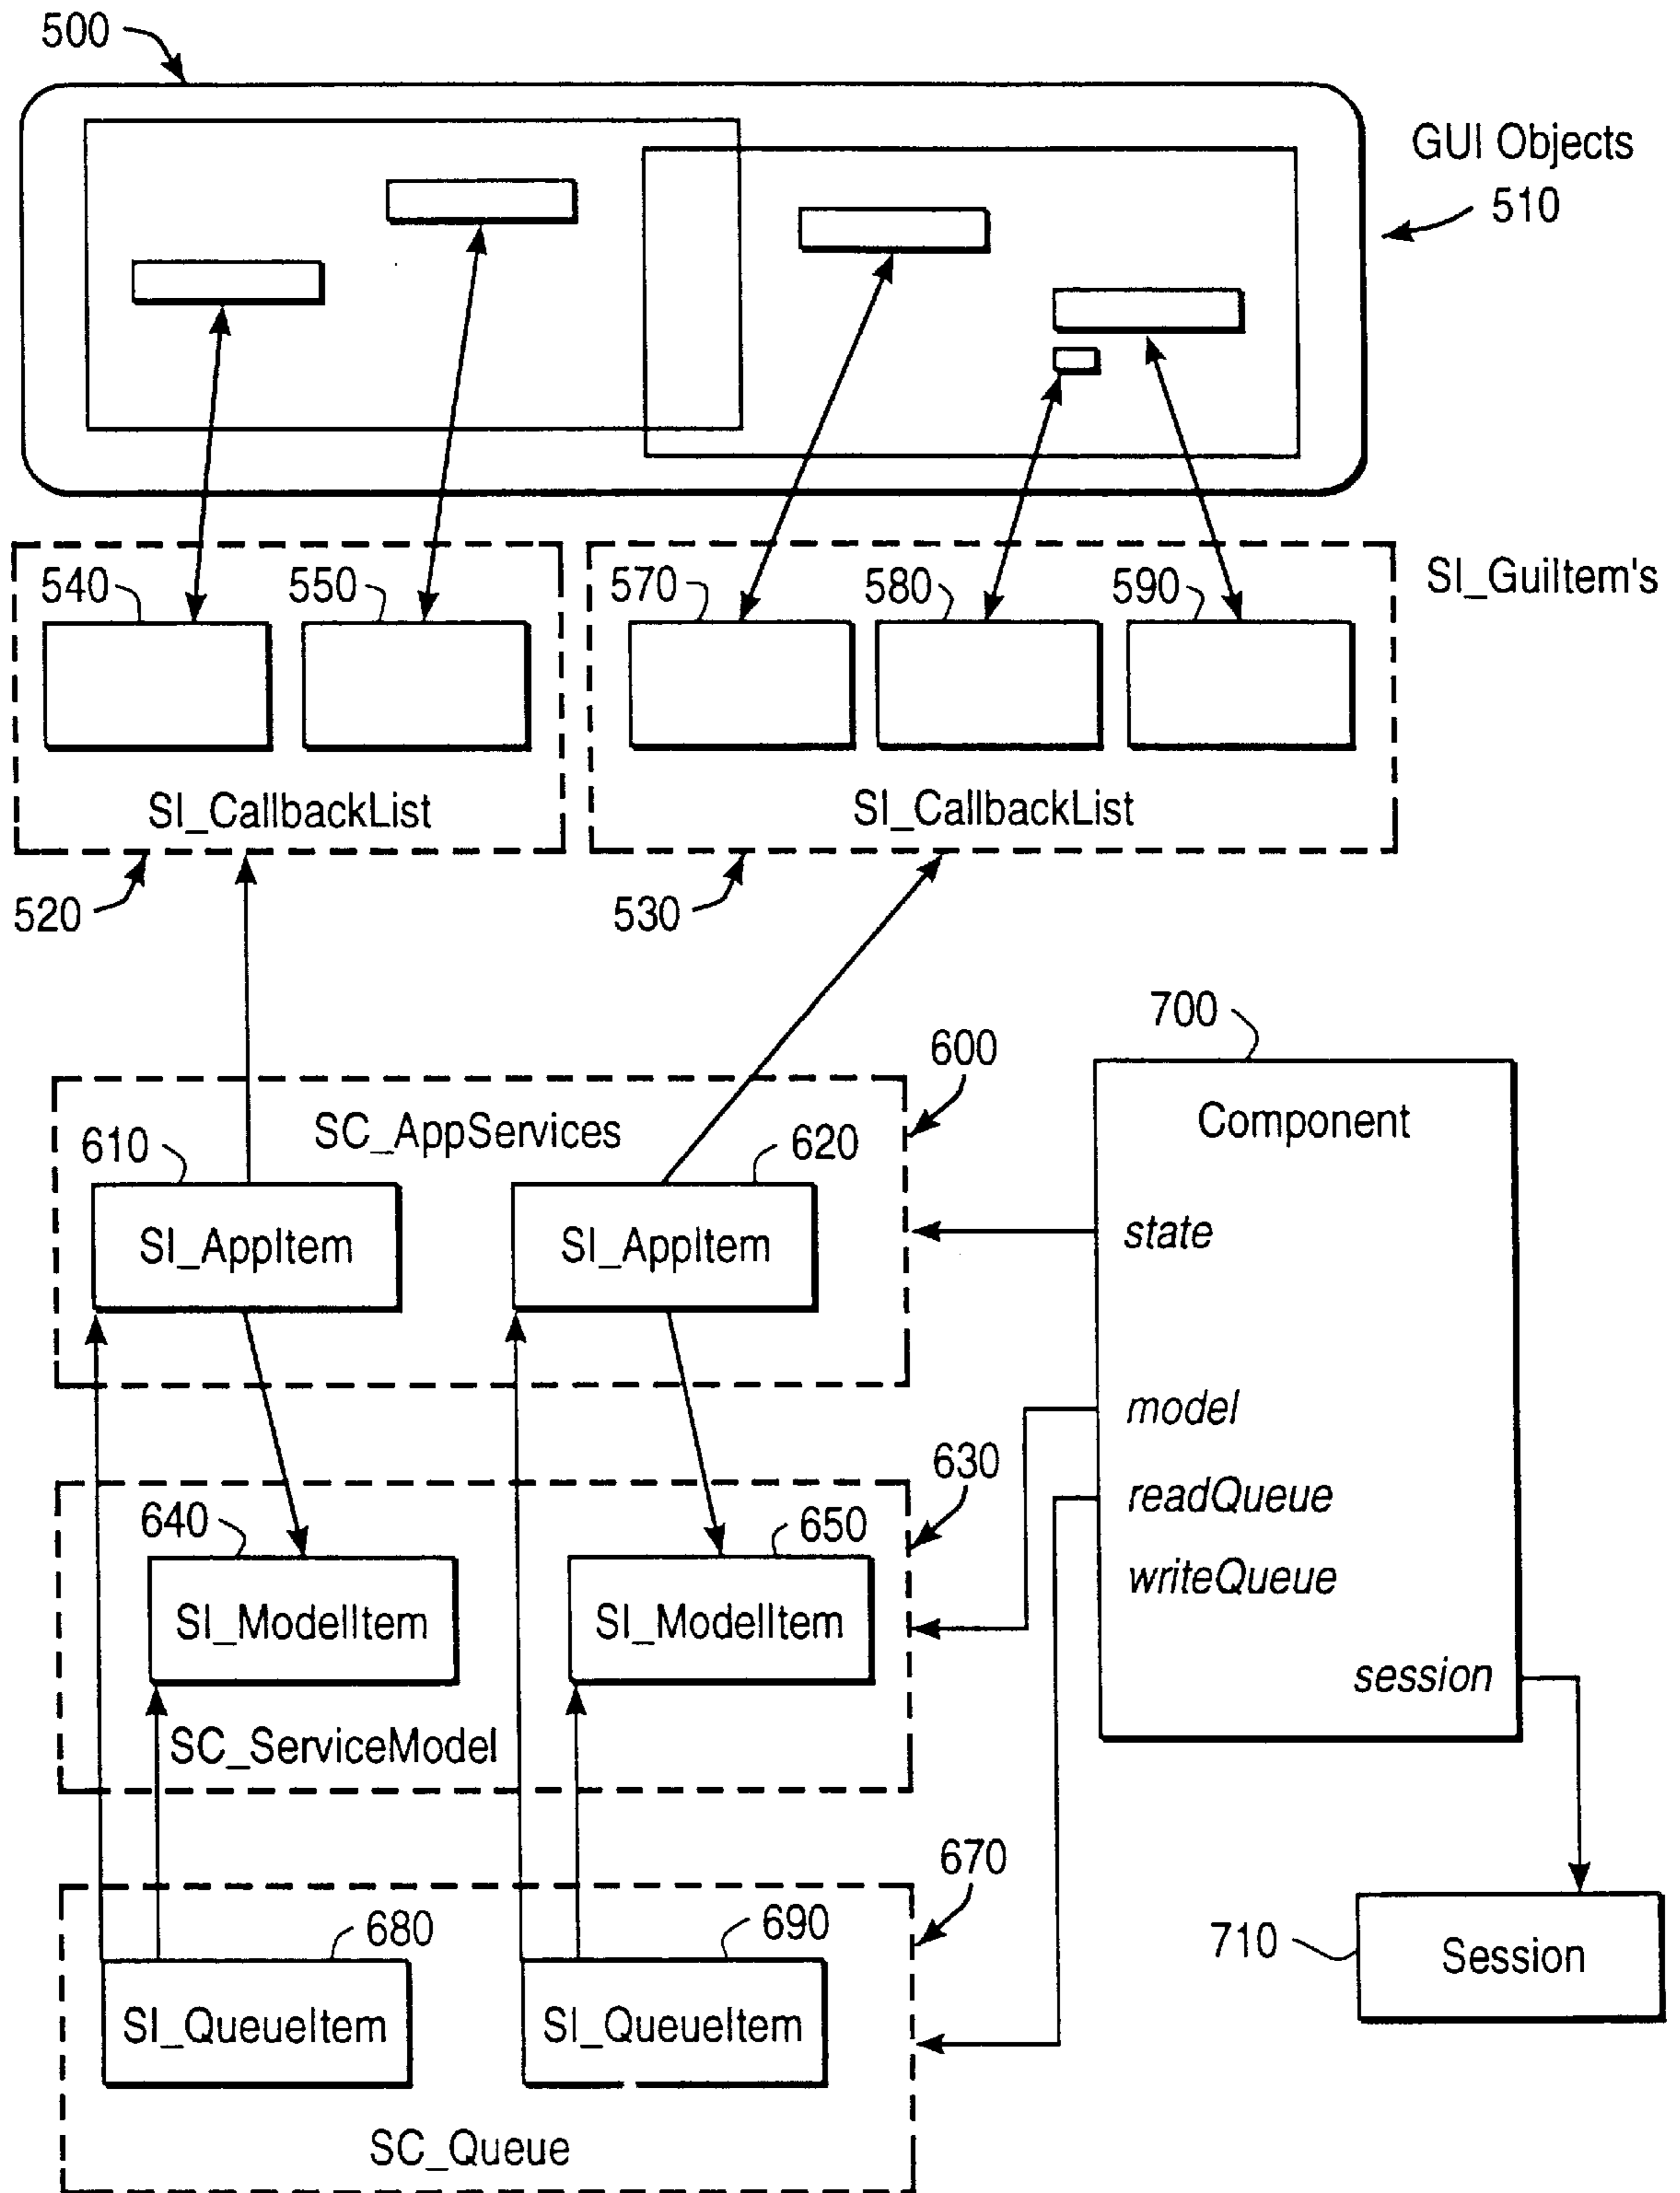 500
GUI Objects
510
540
550
570
580
590
SI_GuiItem's
SI_CallbackList
SI_CallbackList
520
530
700
600
Component
SC_AppServices
610
620
state
SI_AppItem
SI_AppItem
model
630
readQueue
640
650
writeQueue
SI_ModelItem
SI_ModelItem
session
SC_ServiceModel
670
680
690
710
Session
SI_QueueItem
SI_QueueItem
SC_Queue